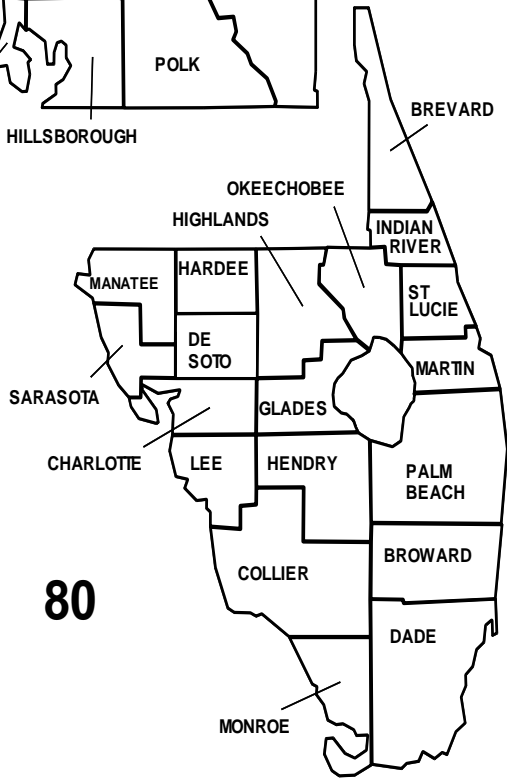 POLK
HILLSBOROUGH
BREVARD
OKEECHOBEE
HIGHLANDS
INDIAN
RIVER
MANATEE
HARDEE
ST
LUCIE
DE
SOTO
MARTIN
SARASOTA
GLADES
CHARLOTTE
LEE
HENDRY
PALM
BEACH
BROWARD
COLLIER
80
DADE
MONROE